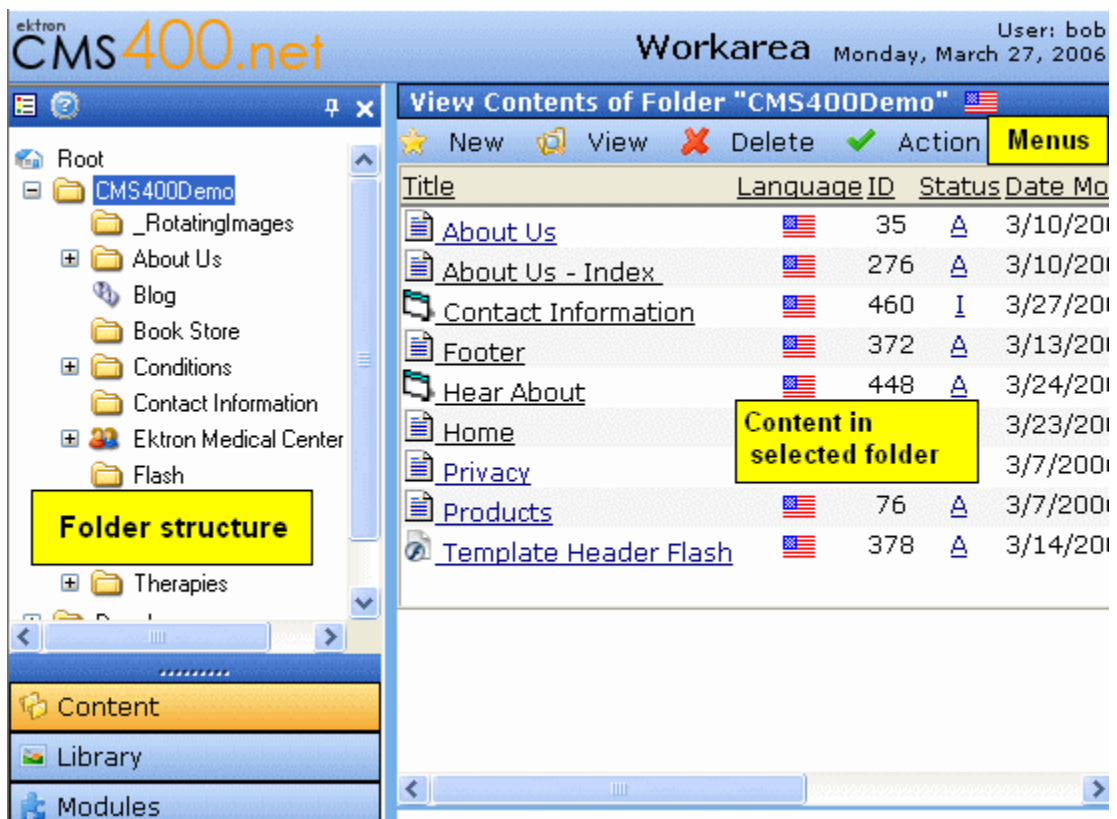 ektron
CMS400.net
Workarea
User: bob
Monday, March 27, 2006
Root
CMS400Demo
_RotatingImages
About Us
Blog
Book Store
Conditions
Contact Information
Ektron Medical Center
Flash
Folder structure
Therapies
Content
Library
Modules
View Contents of Folder "CMS400Demo"
New View Delete Action Menus
Title Language ID Status Date Mo
About Us 35 A 3/10/200
About Us - Index 276 A 3/10/200
Contact Information 460 I 3/27/200
Footer 372 A 3/13/200
Hear About 448 A 3/24/200
Home 3/23/200
Privacy 3/7/200
Content in
selected folder
Products 76 A 3/7/200
Template Header Flash 378 A 3/14/200